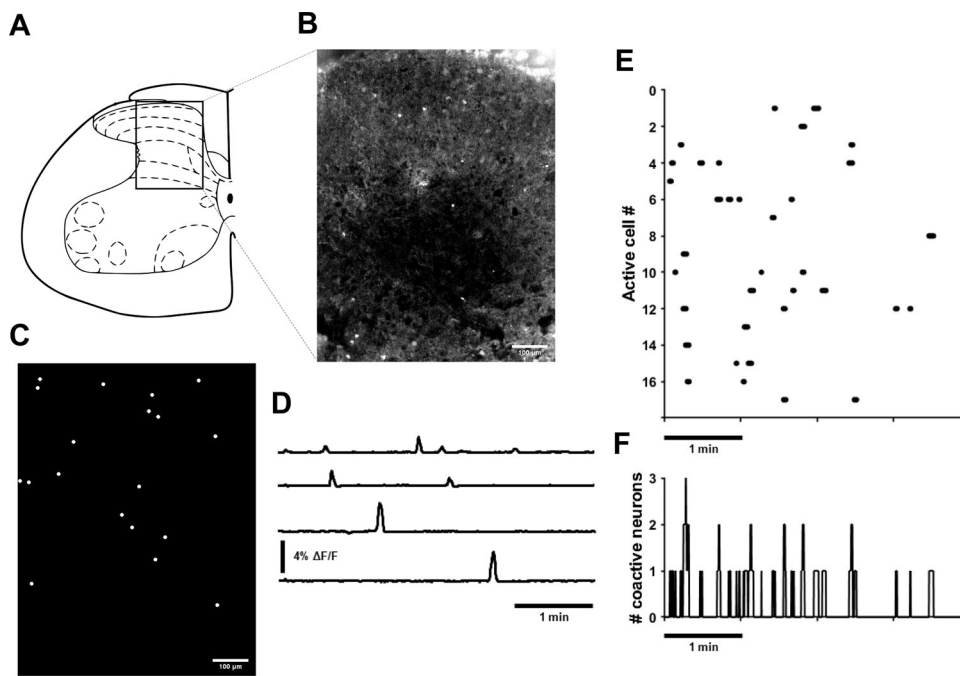 A
B
100 µm
C
100 µm
D
4% ΔF/F
1 min
E
0
2
4
6
8
10
12
14
16
Active cell #
1 min
F
3
2
1
0
# coactive neurons
1 min